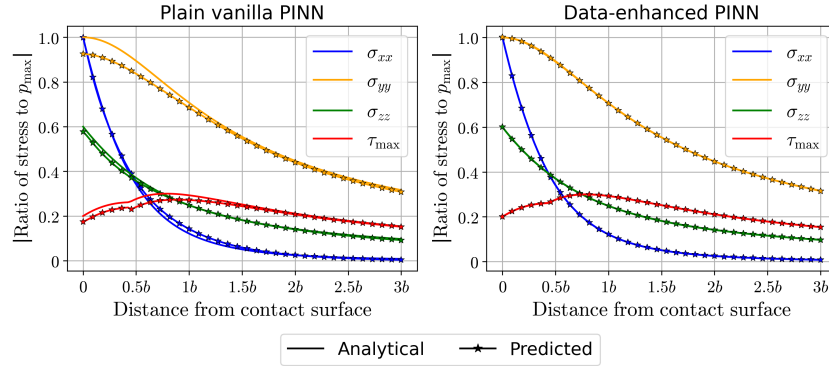 Plain vanilla PINN
|Ratio of stress to p_max|
1.0
0.8
0.6
0.4
0.2
0
σ_xx
σ_yy
σ_zz
τ_max
0
0.5b
1b
1.5b
2b
2.5b
3b
Distance from contact surface
Data-enhanced PINN
|Ratio of stress to p_max|
1.0
0.8
0.6
0.4
0.2
0
σ_xx
σ_yy
σ_zz
τ_max
0
0.5b
1b
1.5b
2b
2.5b
3b
Distance from contact surface
Analytical
Predicted